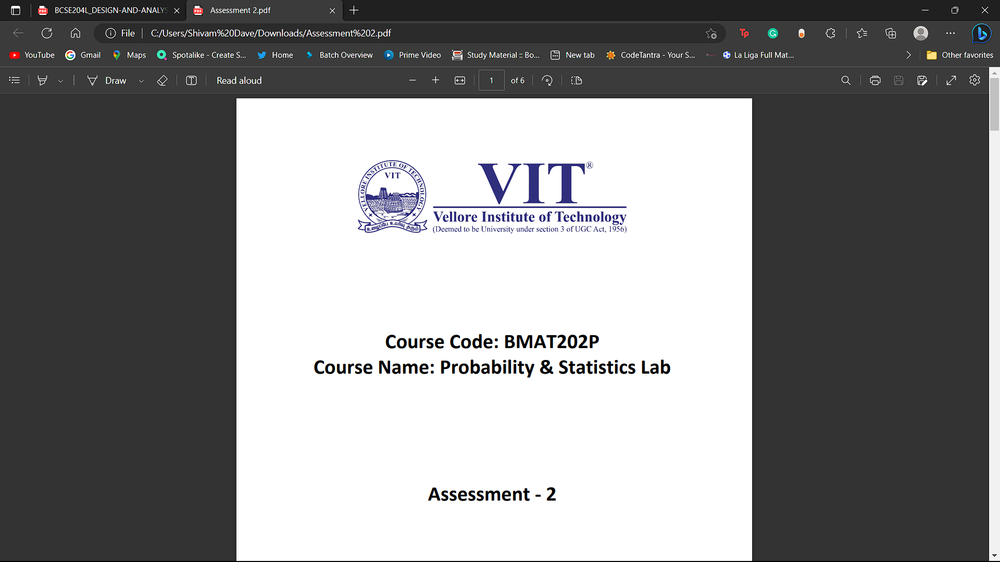 BCSE204L_DESIGN-AND-ANALYS
Assessment 2.pdf
File
C:/Users/Shivam%20Dave/Downloads/Assessment%202.pdf
YouTube
Gmail
Maps
Spotalike - Create S...
Home
Batch Overview
Prime Video
Study Material :: Bo...
New tab
CodeTantra - Your S...
La Liga Full Mat...
Other favorites
Draw
Read aloud
1 of 6
VELLORE INSTITUTE OF TECHNOLOGY
VIT
உழைப்பே உயர்வு தரும்
VIT®
Vellore Institute of Technology
(Deemed to be University under section 3 of UGC Act, 1956)
Course Code: BMAT202P
Course Name: Probability & Statistics Lab
Assessment - 2